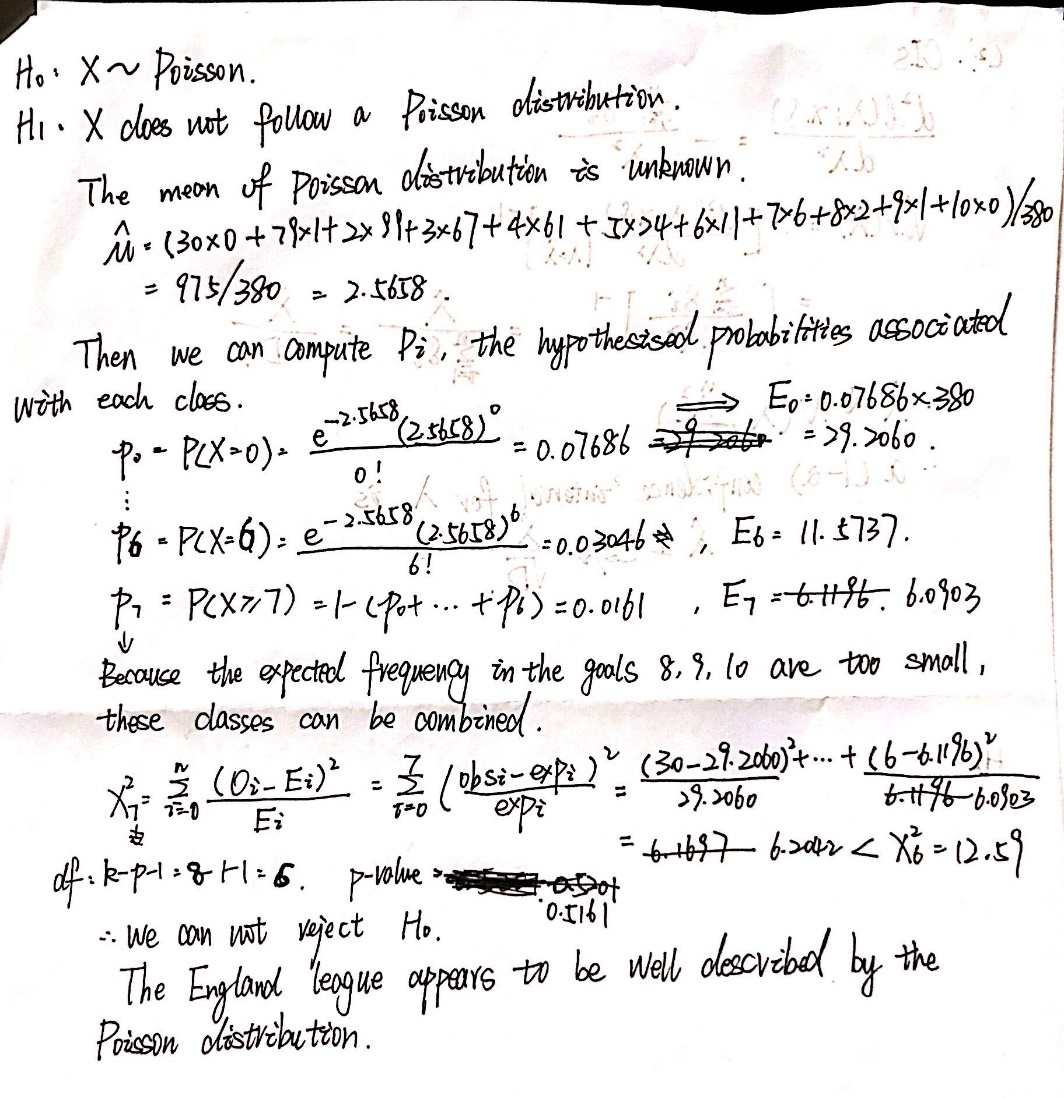 H₀: X ~ Poisson.
H1. X does not follow a Poisson distribution.
The mean of Poisson distribution is unknown.
μ̂ = (30×0+79×1+2×99+3×67+4×61+5×24+6×11+7×6+8×2+9×1+10×0)/380
= 975/380 = 2.5658.
Then we can compute Pi, the hypothesised probabilities associated
with each class.
p₀ = P(X=0) = e^{-2.5658}(2.5658)^0 / 0! = 0.07686 ⟹ E₀ = 0.07686×380
= 29.2060.
⋮
p6 = P(X=6) = e^{-2.5658}(2.5658)^6 / 6! = 0.03046, E6 = 11.5737.
p7 = P(X≥7) = 1-(p₀+ ... +pi) = 0.0161, E7 = 6.1196. 6.0903
↓
Because the expected frequency in the goals 8, 9, 10 are too small,
these classes can be combined.
X²₇ = Σ_{i=0}^{n} (Oi-Ei)²/Ei = Σ_{i=0}^{7} (obsi-expi / expi)² = (30-29.2060)²/29.2060 + ... + (6-6.1196)²/6.1196 6.0903
= 6.1697 6.2042 < X²₆ = 12.59
df = k-p-1 = 8-1-1 = 6. p-value = 0.5161
∴ We can not reject H₀.
The England league appears to be well described by the
Poisson distribution.